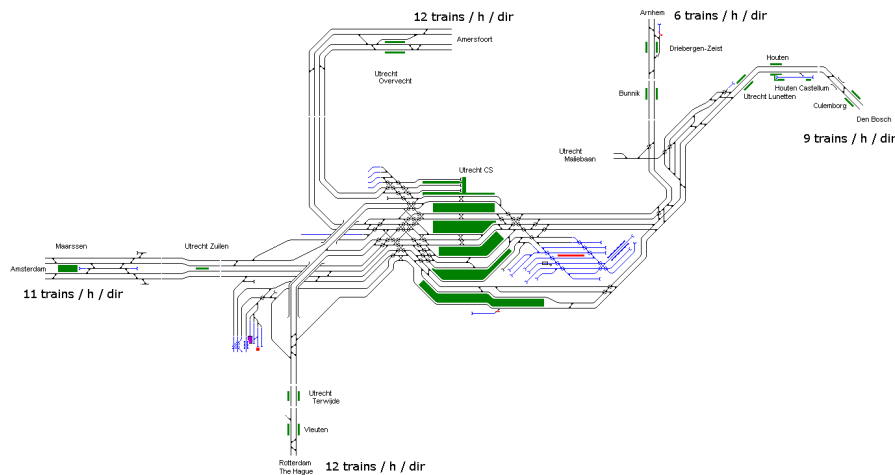 12 trains / h / dir
Arnhem
6 trains / h / dir
Amersfoort
Driebergen-Zeist
Utrecht
Overvecht
Houten
Bunnik
Houten Castellum
Utrecht Lunetten
Culemborg
Den Bosch
9 trains / h / dir
Utrecht
Maliebaan
Utrecht CS
Maarssen
Utrecht Zuilen
Amsterdam
11 trains / h / dir
Utrecht
Terwijde
Vleuten
Rotterdam
The Hague
12 trains / h / dir